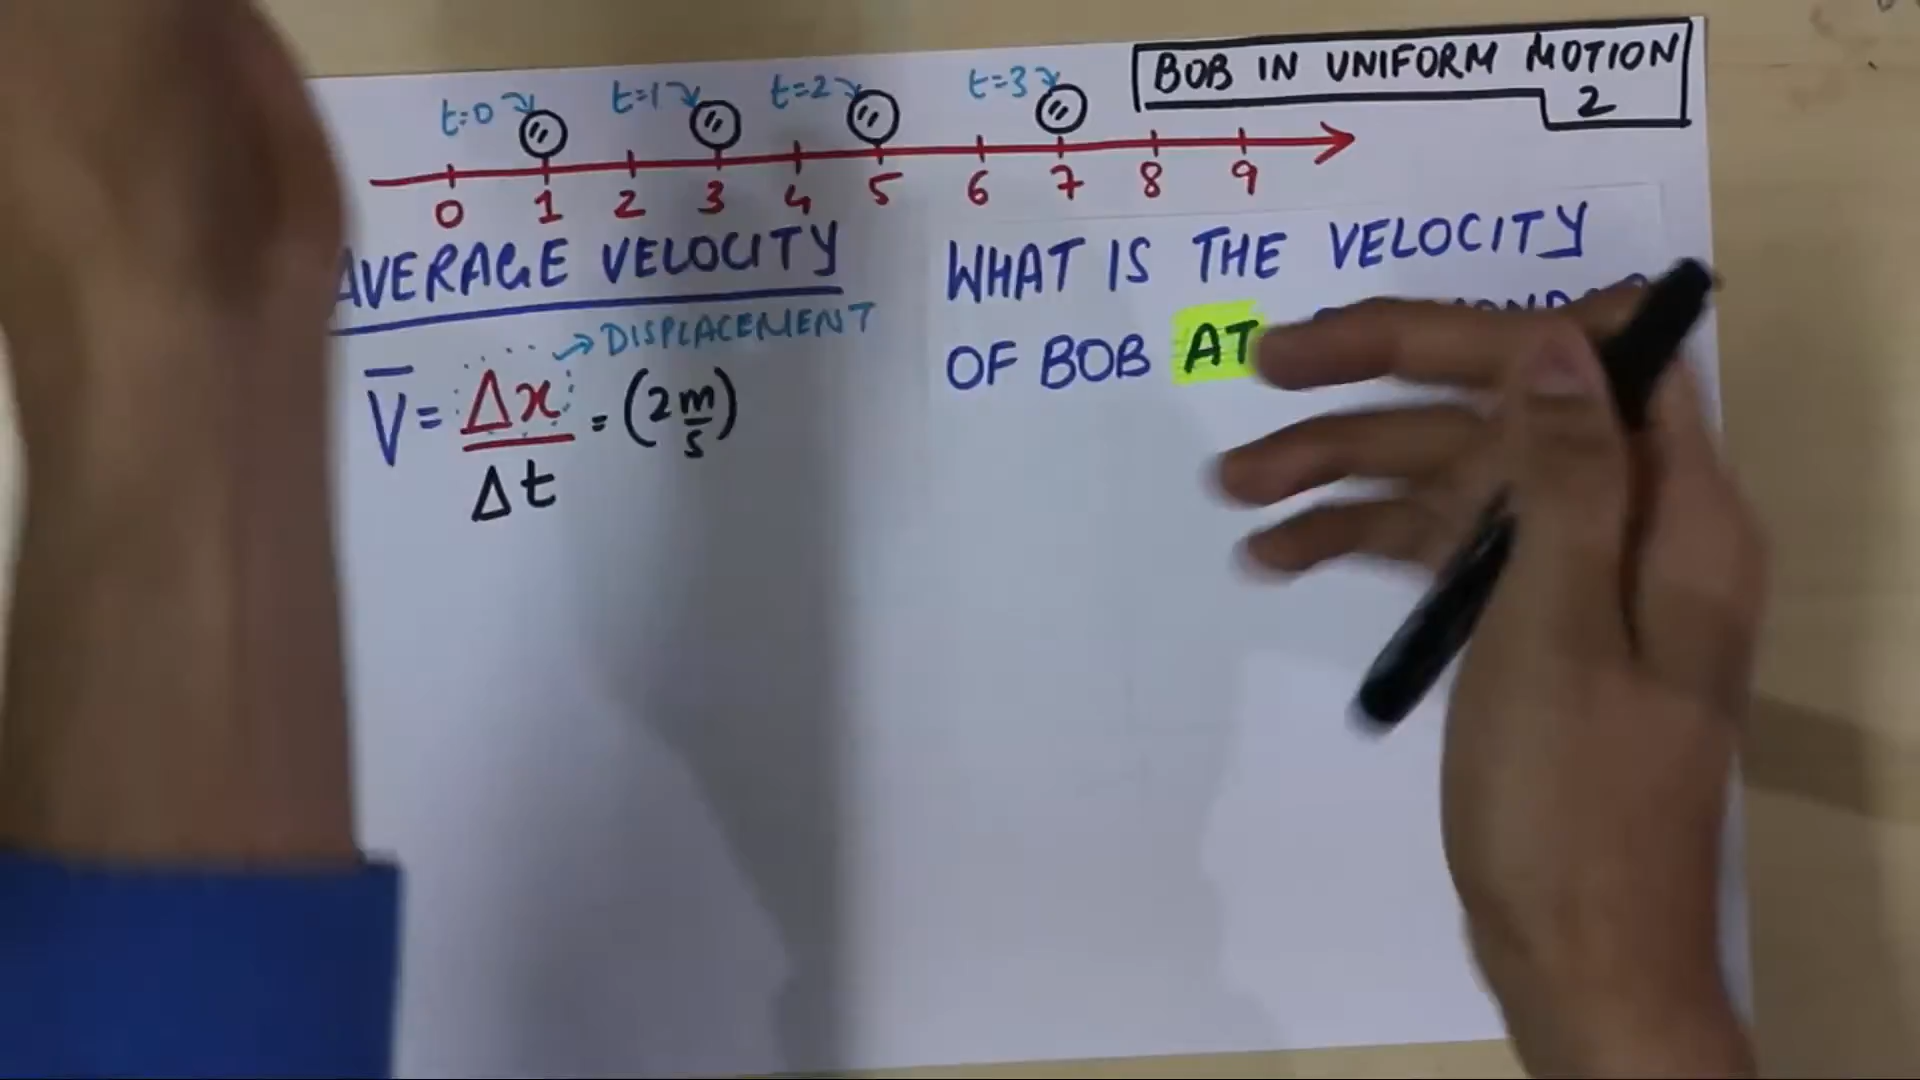 BOB IN UNIFORM MOTION
2
t=0 t=1 t=2 t=3
0 1 2 3 4 5 6 7 8 9
AVERAGE VELOCITY
DISPLACEMENT
V̅ = Δx/Δt = (2 m/s)
WHAT IS THE VELOCITY
OF BOB AT